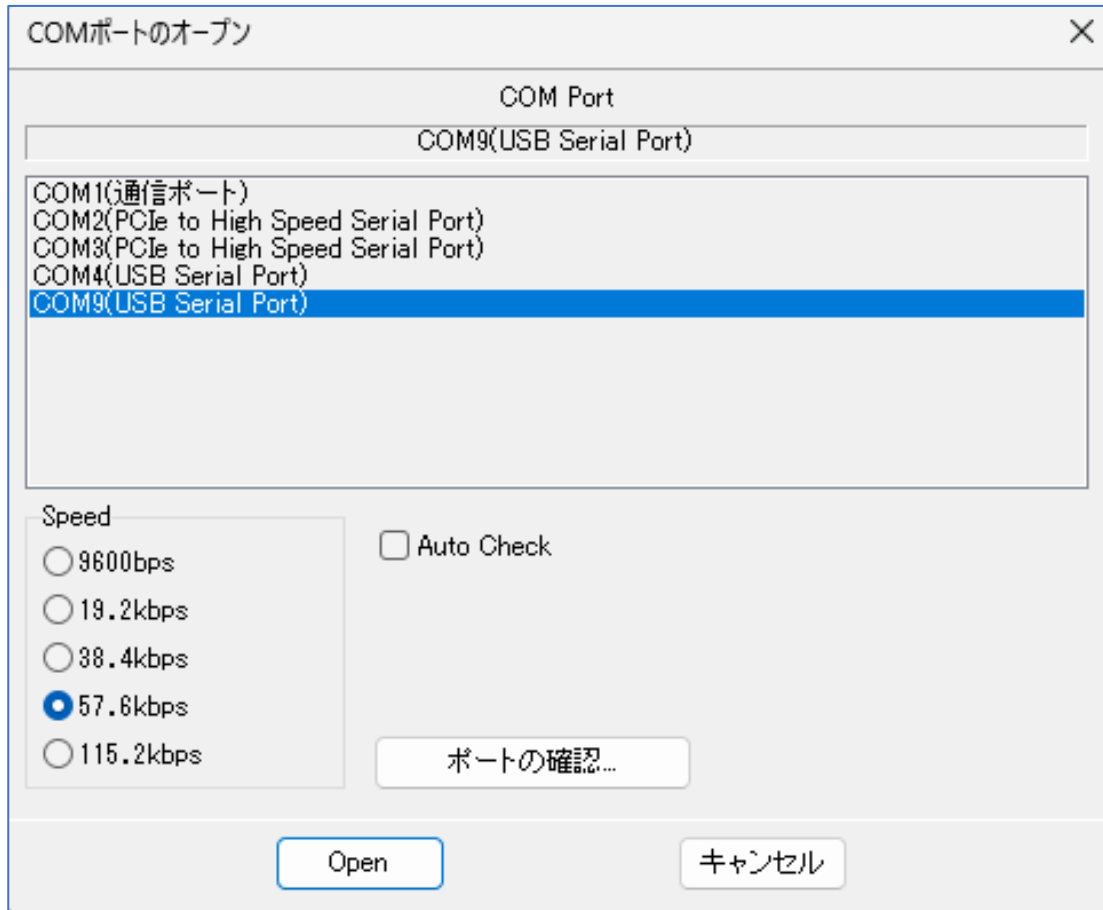 COMポートのオープン
COM Port
COM9(USB Serial Port)
COM1(通信ポート)
COM2(PCIe to High Speed Serial Port)
COM3(PCIe to High Speed Serial Port)
COM4(USB Serial Port)
COM9(USB Serial Port)
Speed
9600bps
19.2kbps
38.4kbps
57.6kbps
115.2kbps
Auto Check
ポートの確認...
Open
キャンセル